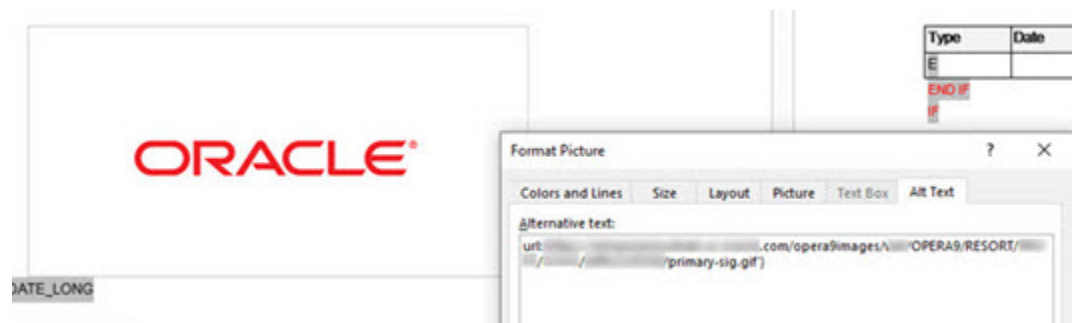 Type Date
E
END IF
IF
ORACLE®
Format Picture ? ×
Colors and Lines Size Layout Picture Text Box Alt Text
Alternative text:
url: .com/opera9images/ /OPERA9/RESORT/
/ / /primary-sig.gif')
DATE_LONG